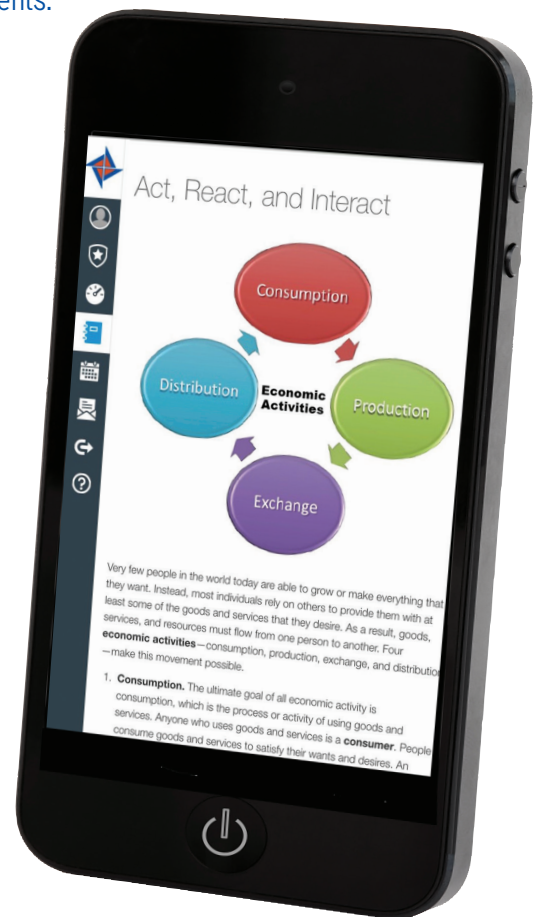 ents.
Act, React, and Interact
Consumption
Distribution
Economic
Activities
Production
Exchange
Very few people in the world today are able to grow or make everything that
they want. Instead, most individuals rely on others to provide them with at
least some of the goods and services that they desire. As a result, goods,
services, and resources must flow from one person to another. Four
economic activities—consumption, production, exchange, and distribution
—make this movement possible.
1. Consumption. The ultimate goal of all economic activity is
consumption, which is the process or activity of using goods and
services. Anyone who uses goods and services is a consumer. People
consume goods and services to satisfy their wants and desires. An